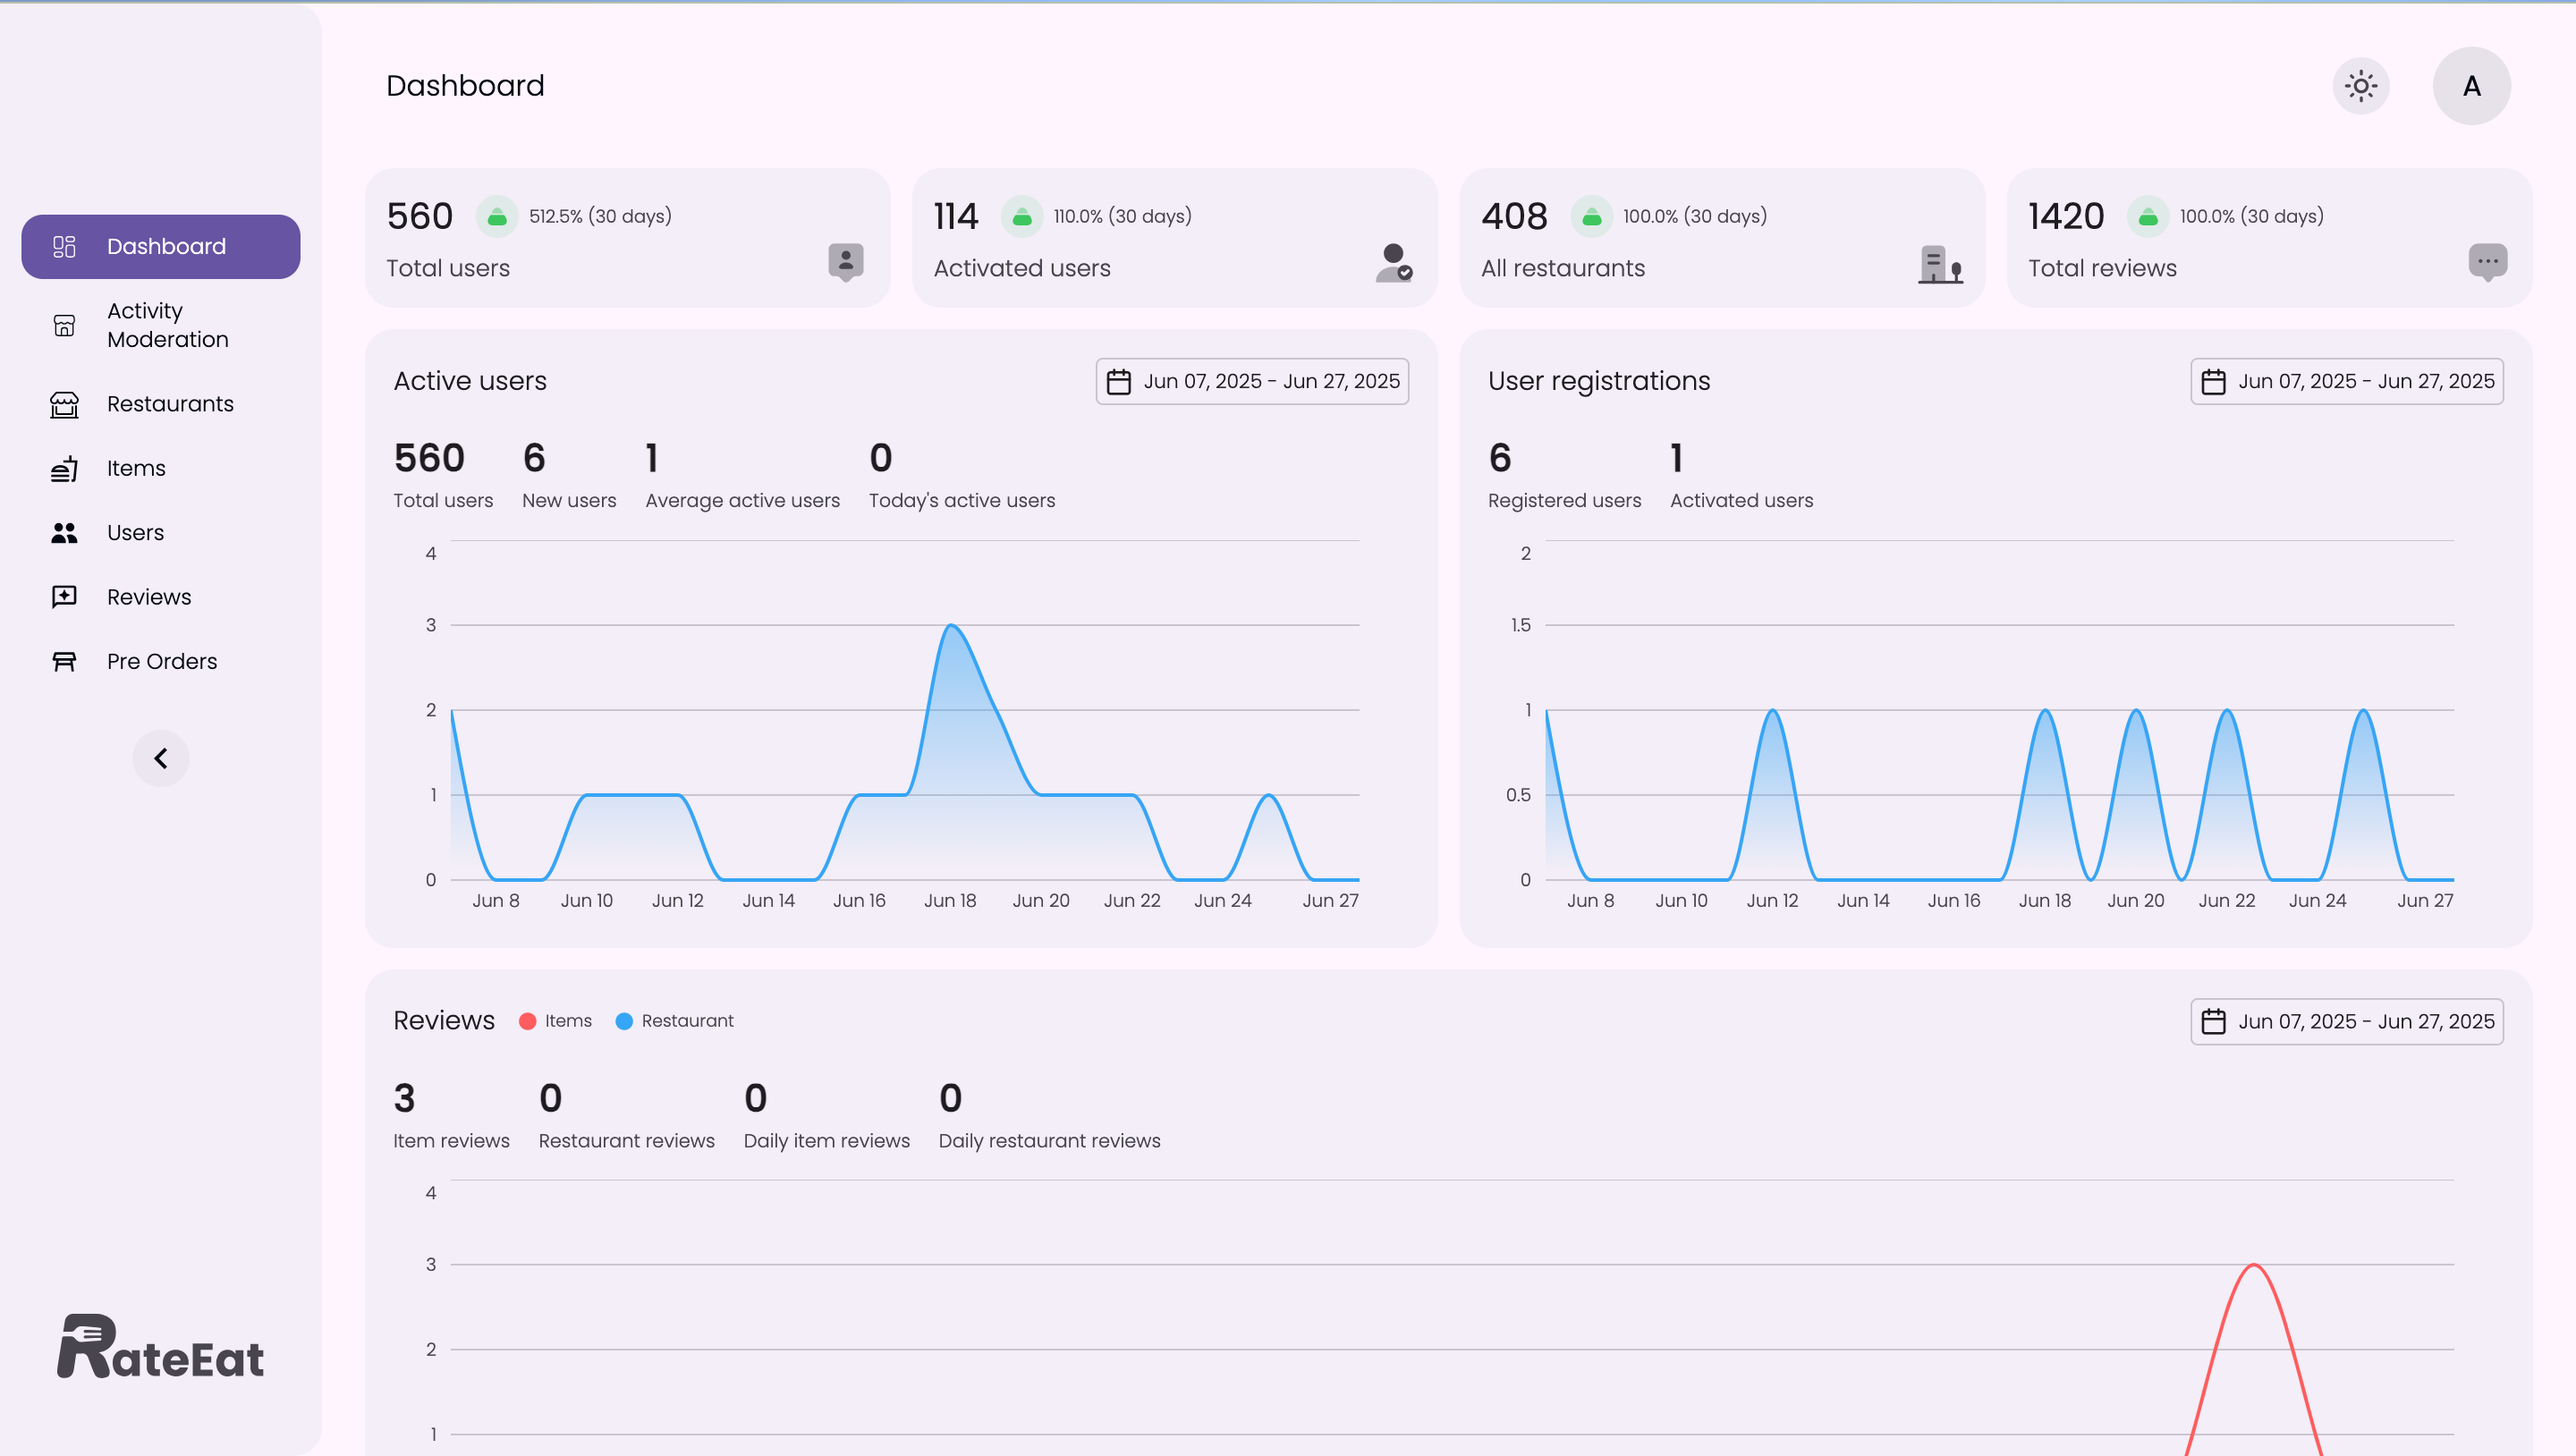 Dashboard
A
Dashboard
Activity
Moderation
Restaurants
Items
Users
Reviews
Pre Orders
RateEat
560 512.5% (30 days)
Total users
114 110.0% (30 days)
Activated users
408 100.0% (30 days)
All restaurants
1420 100.0% (30 days)
Total reviews
Active users Jun 07, 2025 - Jun 27, 2025
560 6 1 0
Total users New users Average active users Today's active users
4
3
2
1
0
Jun 8 Jun 10 Jun 12 Jun 14 Jun 16 Jun 18 Jun 20 Jun 22 Jun 24 Jun 27
User registrations Jun 07, 2025 - Jun 27, 2025
6 1
Registered users Activated users
2
1.5
1
0.5
0
Jun 8 Jun 10 Jun 12 Jun 14 Jun 16 Jun 18 Jun 20 Jun 22 Jun 24 Jun 27
Reviews Items Restaurant Jun 07, 2025 - Jun 27, 2025
3 0 0 0
Item reviews Restaurant reviews Daily item reviews Daily restaurant reviews
4
3
2
1